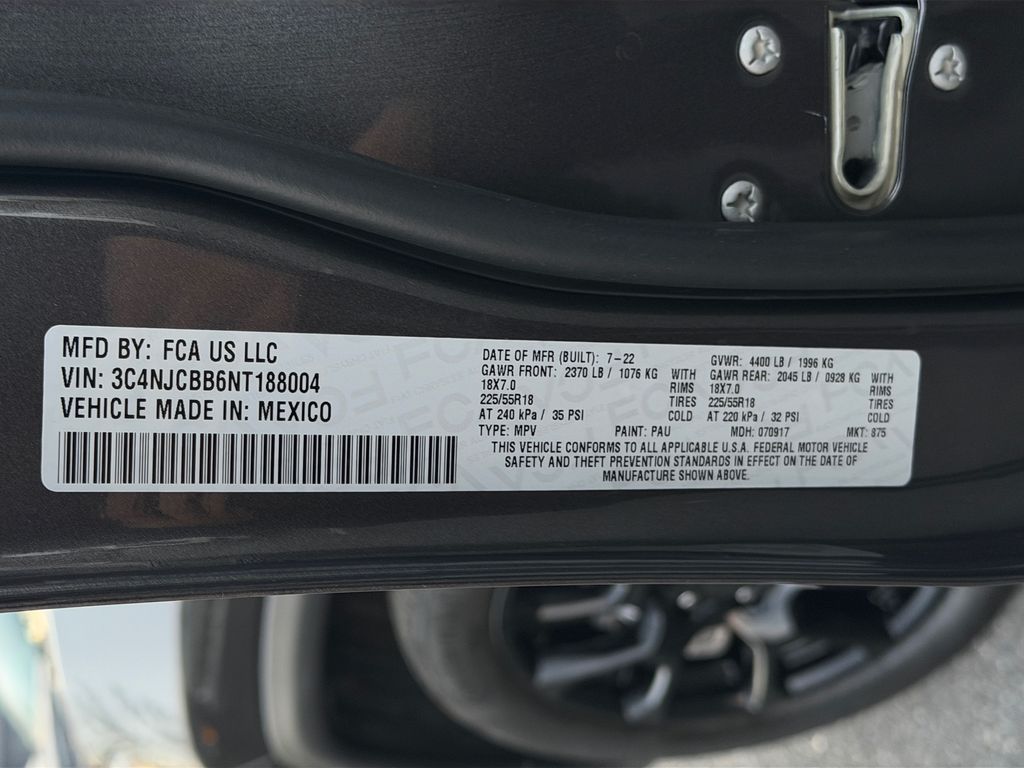 MFD BY: FCA US LLC
VIN: 3C4NJCBB6NT188004
VEHICLE MADE IN: MEXICO
DATE OF MFR (BUILT): 7-22 GVWR: 4400 LB / 1996 KG
GAWR FRONT: 2370 LB / 1076 KG WITH GAWR REAR: 2045 LB / 0928 KG WITH
18X7.0 RIMS 18X7.0 RIMS
225/55R18 TIRES 225/55R18 TIRES
AT 240 kPa / 35 PSI COLD AT 220 kPa / 32 PSI COLD
TYPE: MPV PAINT: PAU MDH: 070917 MKT: 875
THIS VEHICLE CONFORMS TO ALL APPLICABLE U.S.A. FEDERAL MOTOR VEHICLE
SAFETY AND THEFT PREVENTION STANDARDS IN EFFECT ON THE DATE OF
MANUFACTURE SHOWN ABOVE.